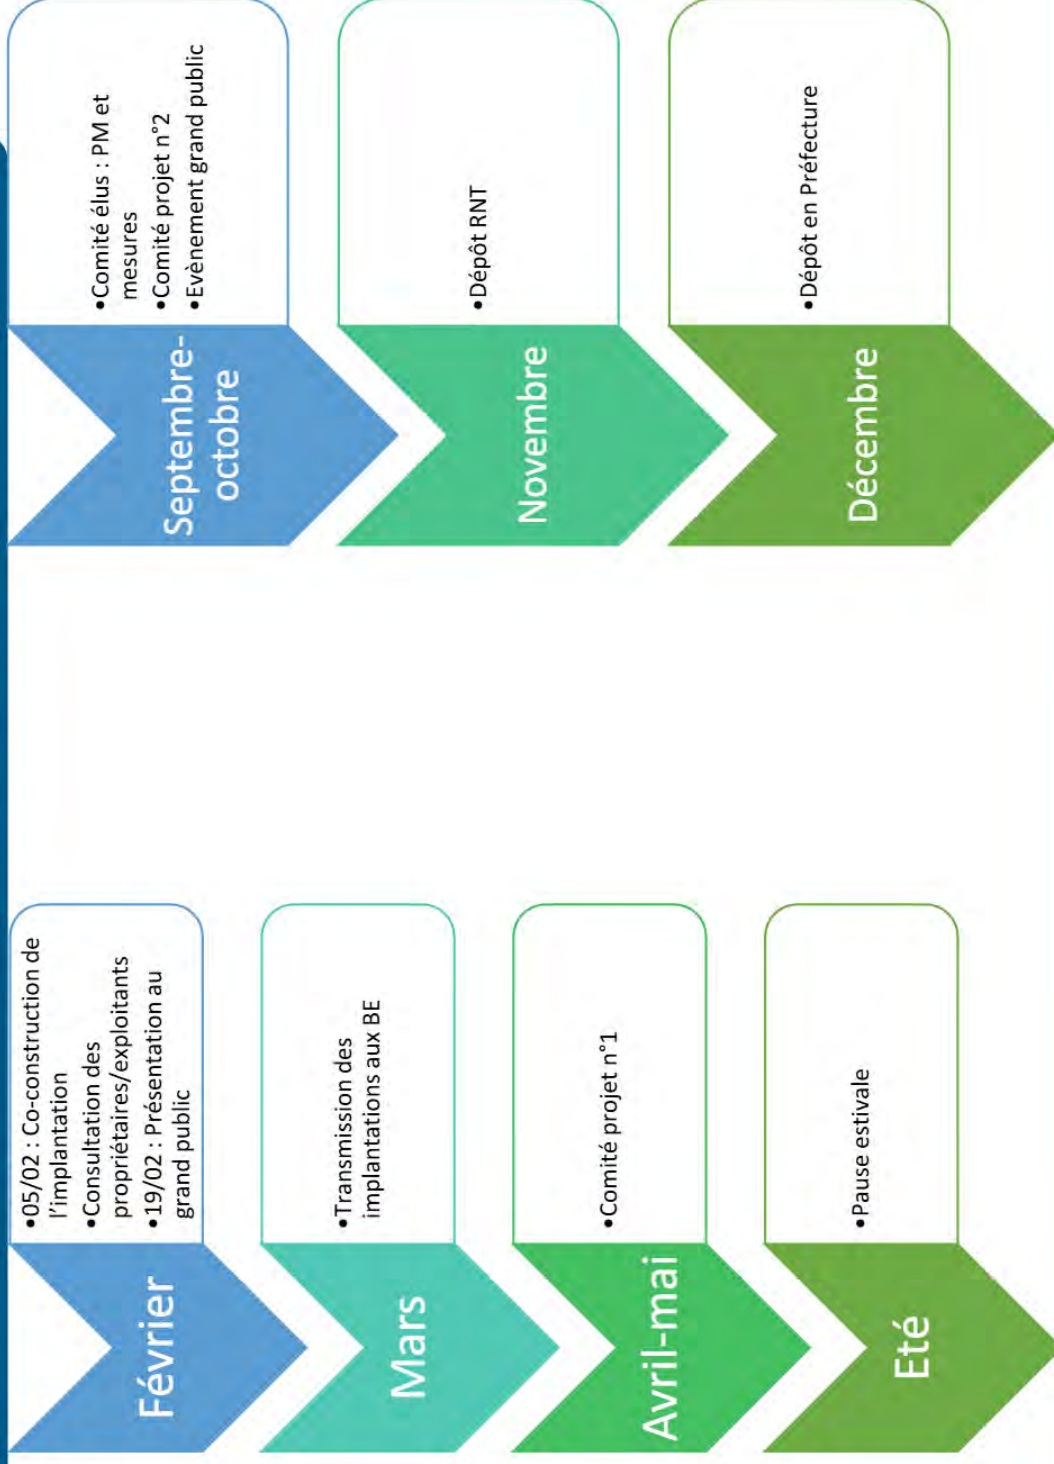 Février
•05/02 : Co-construction de
l'implantation
•Consultation des
propriétaires/exploitants
•19/02 : Présentation au
grand public
Mars
•Transmission des
implantations aux BE
Avril-mai
•Comité projet n°1
Eté
•Pause estivale
Septembre-
octobre
•Comité élus : PM et
mesures
•Comité projet n°2
•Evènement grand public
Novembre
•Dépôt RNT
Décembre
•Dépôt en Préfecture